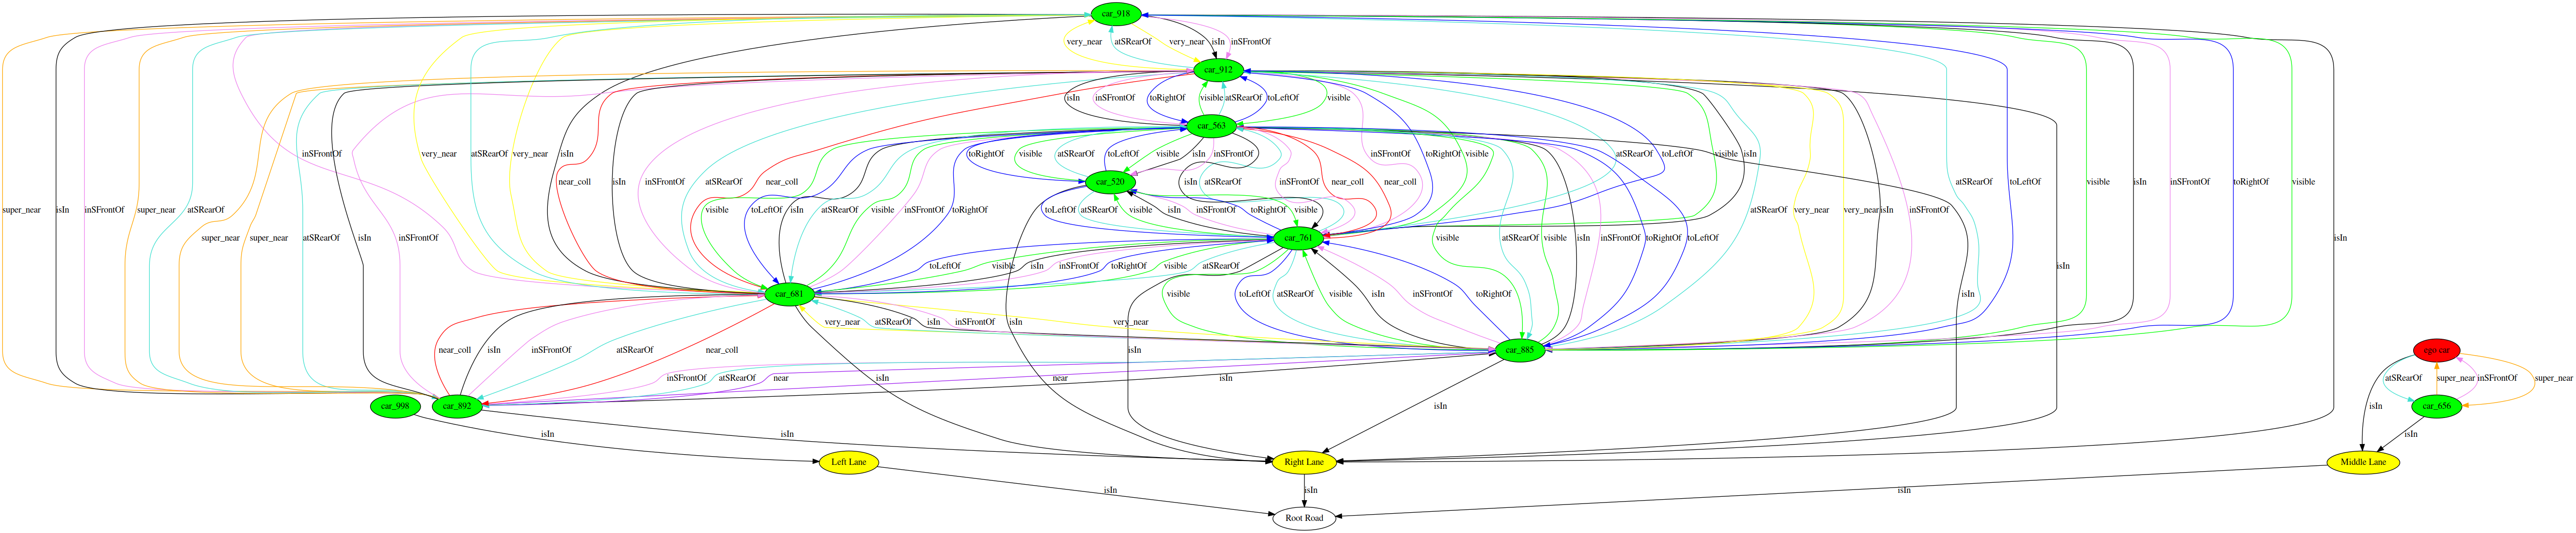 car_918
very_near
atSRearOf
very_near
isIn
inSFrontOf
car_912
isIn
inSFrontOf
toRightOf
visible
atSRearOf
toLeftOf
visible
car_563
inSFrontOf
very_near
atSRearOf
very_near
isIn
toRightOf
visible
atSRearOf
toLeftOf
visible
isIn
inSFrontOf
inSFrontOf
toRightOf
visible
atSRearOf
toLeftOf
visible
isIn
near_coll
isIn
inSFrontOf
atSRearOf
near_coll
car_520
isIn
atSRearOf
inSFrontOf
near_coll
near_coll
atSRearOf
toLeftOf
visible
isIn
inSFrontOf
toRightOf
visible
super_near
isIn
inSFrontOf
super_near
atSRearOf
visible
toLeftOf
isIn
atSRearOf
visible
inSFrontOf
toRightOf
toLeftOf
atSRearOf
visible
isIn
inSFrontOf
toRightOf
visible
atSRearOf
very_near
very_near
isIn
inSFrontOf
super_near
super_near
atSRearOf
isIn
inSFrontOf
car_761
visible
atSRearOf
visible
isIn
inSFrontOf
toRightOf
toLeftOf
isIn
isIn
toLeftOf
visible
isIn
inSFrontOf
toRightOf
visible
atSRearOf
car_681
visible
toLeftOf
atSRearOf
visible
isIn
inSFrontOf
toRightOf
isIn
very_near
atSRearOf
isIn
inSFrontOf
very_near
isIn
near_coll
isIn
inSFrontOf
atSRearOf
near_coll
isIn
car_885
ego car
isIn
inSFrontOf
atSRearOf
near
near
isIn
atSRearOf
super_near
inSFrontOf
super_near
car_998
car_892
isIn
isIn
car_656
isIn
isIn
isIn
Left Lane
Right Lane
Middle Lane
isIn
isIn
isIn
Root Road